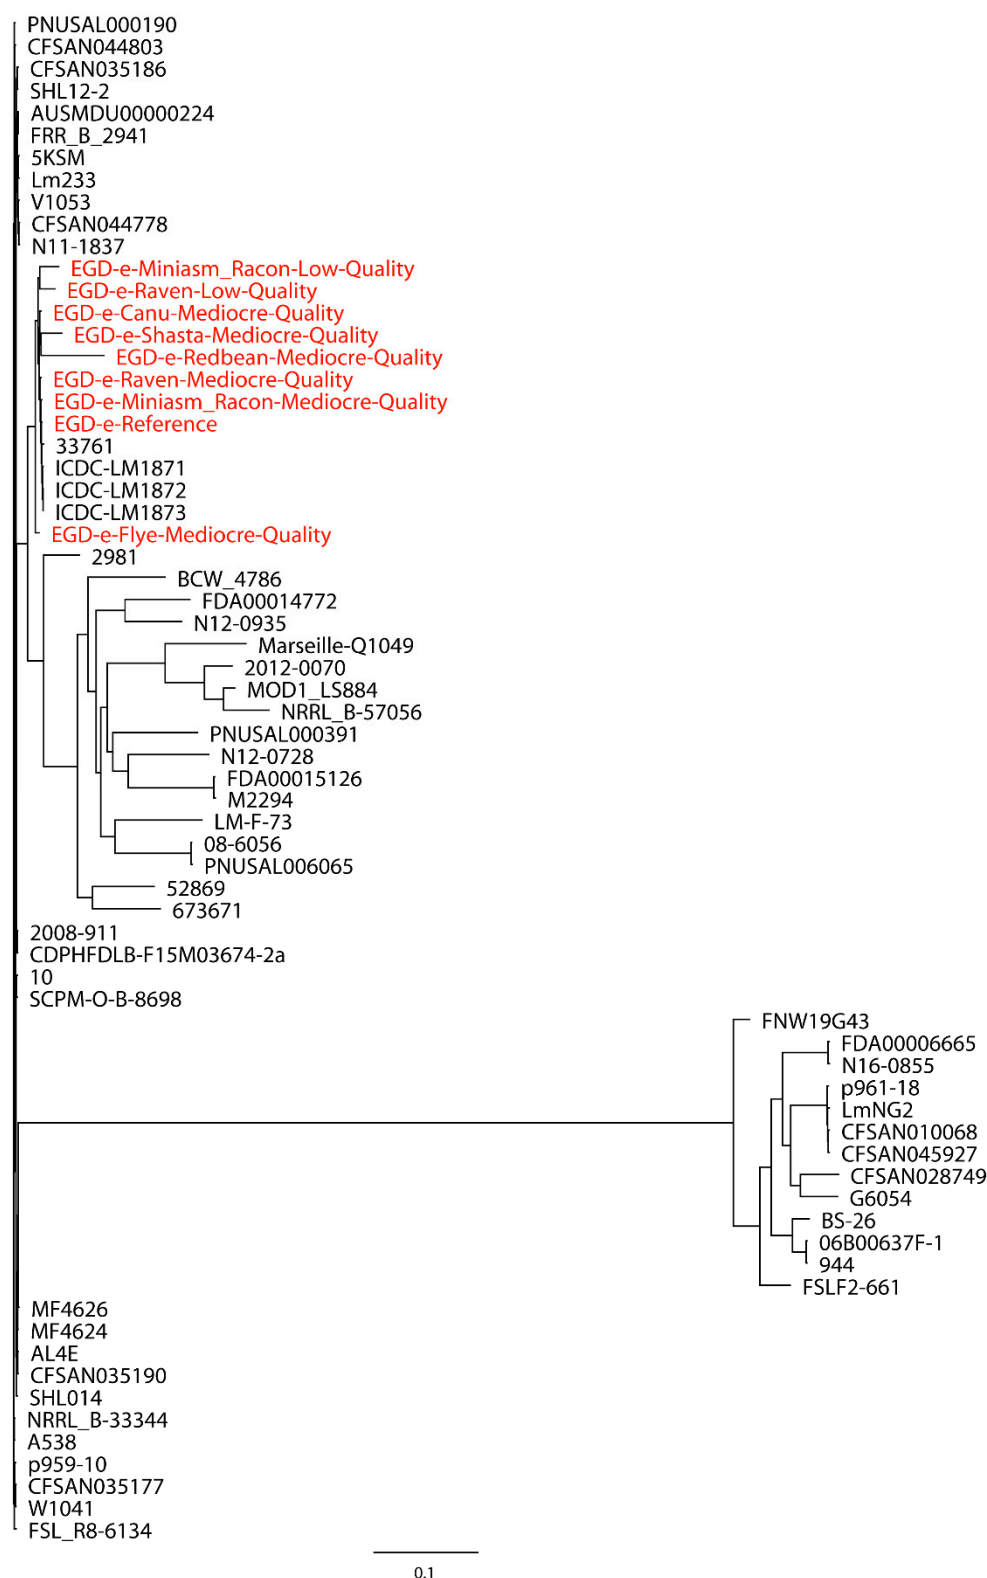 PNUSAL000190
CFSAN044803
CFSAN035186
SHL12-2
AUSMDU00000224
FRR_B_2941
5KSM
Lm233
V1053
CFSAN044778
N11-1837
EGD-e-Miniasm_Racon-Low-Quality
EGD-e-Raven-Low-Quality
EGD-e-Canu-Mediocre-Quality
EGD-e-Shasta-Mediocre-Quality
EGD-e-Redbean-Mediocre-Quality
EGD-e-Raven-Mediocre-Quality
EGD-e-Miniasm_Racon-Mediocre-Quality
EGD-e-Reference
33761
ICDC-LM1871
ICDC-LM1872
ICDC-LM1873
EGD-e-Flye-Mediocre-Quality
2981
BCW_4786
FDA00014772
N12-0935
Marseille-Q1049
2012-0070
MOD1_LS884
NRRL_B-57056
PNUSAL000391
N12-0728
FDA00015126
M2294
LM-F-73
08-6056
PNUSAL006065
52869
673671
2008-911
CDPHFDLB-F15M03674-2a
10
SCPM-O-B-8698
FNW19G43
FDA00006665
N16-0855
p961-18
LmNG2
CFSAN010068
CFSAN045927
CFSAN028749
G6054
BS-26
06B00637F-1
944
FSLF2-661
MF4626
MF4624
AL4E
CFSAN035190
SHL014
NRRL_B-33344
A538
p959-10
CFSAN035177
W1041
FSL_R8-6134
0.1